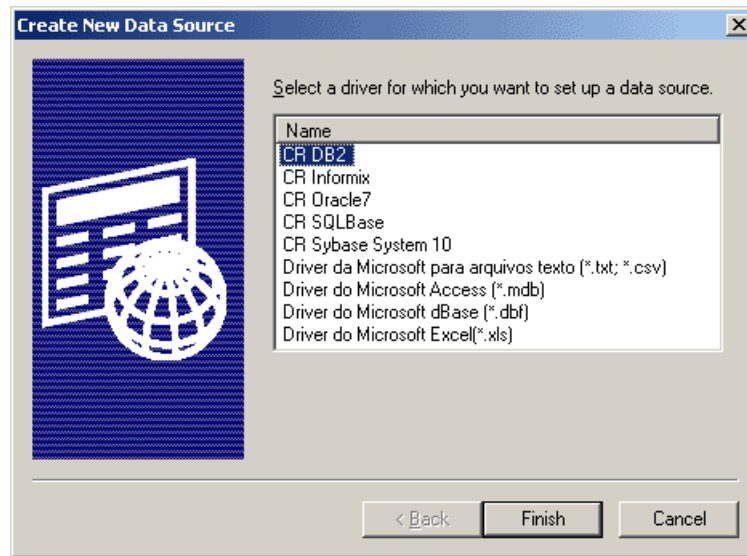 Create New Data Source
Select a driver for which you want to set up a data source.
Name
CR DB2
CR Informix
CR Oracle7
CR SQLBase
CR Sybase System 10
Driver da Microsoft para arquivos texto (*.txt; *.csv)
Driver do Microsoft Access (*.mdb)
Driver do Microsoft dBase (*.dbf)
Driver do Microsoft Excel(*.xls)
< Back Finish Cancel